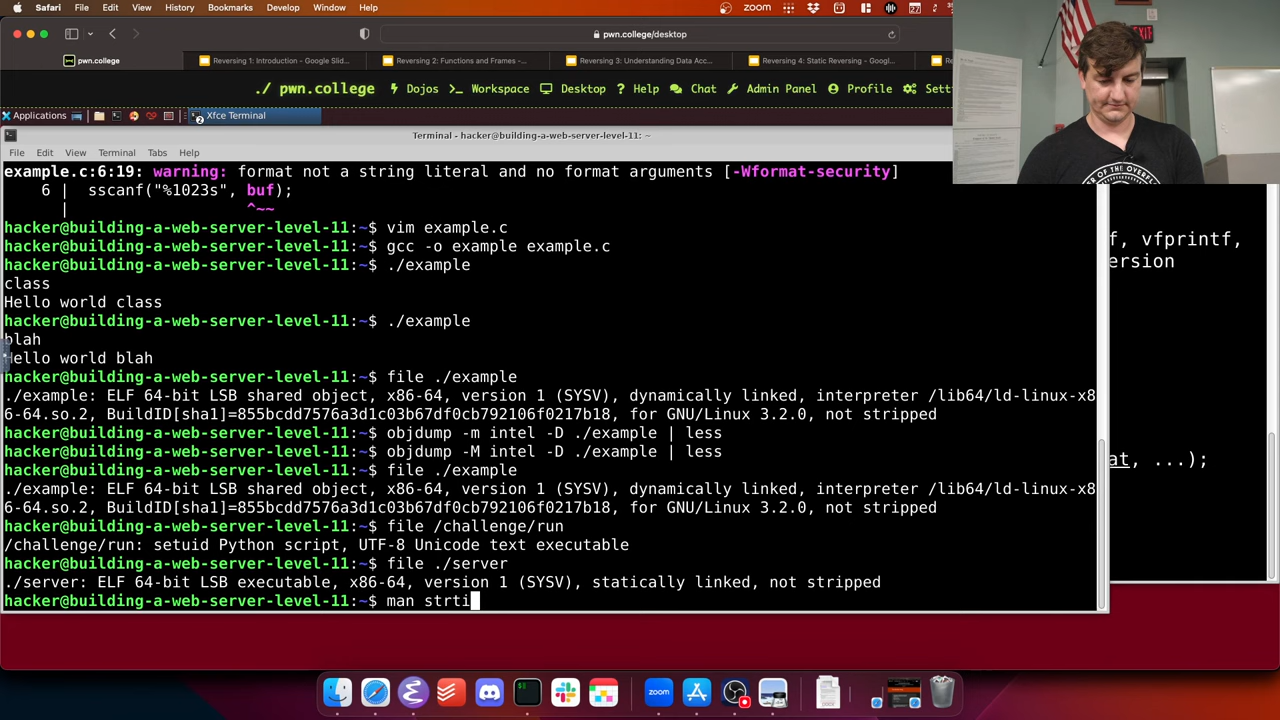 Safari File Edit View History Bookmarks Develop Window Help zoom 27
pwn.college/desktop
pwn.college Reversing 1: Introduction - Google Slid... Reversing 2: Functions and Frames -... Reversing 3: Understanding Data Acc... Reversing 4: Static Reversing - Googl... Re
./ pwn.college Dojos >_ Workspace Desktop ? Help Chat Admin Panel Profile Sett
Applications Xfce Terminal
Terminal - hacker@building-a-web-server-level-11: ~
File Edit View Terminal Tabs Help
example.c:6:19: warning: format not a string literal and no format arguments [-Wformat-security]
6 | sscanf("%1023s", buf);
| ^~~
hacker@building-a-web-server-level-11:~$ vim example.c
hacker@building-a-web-server-level-11:~$ gcc -o example example.c
hacker@building-a-web-server-level-11:~$ ./example
class
Hello world class
hacker@building-a-web-server-level-11:~$ ./example
blah
Hello world blah
hacker@building-a-web-server-level-11:~$ file ./example
./example: ELF 64-bit LSB shared object, x86-64, version 1 (SYSV), dynamically linked, interpreter /lib64/ld-linux-x8
6-64.so.2, BuildID[sha1]=855bcdd7576a3d1c03b67df0cb792106f0217b18, for GNU/Linux 3.2.0, not stripped
hacker@building-a-web-server-level-11:~$ objdump -m intel -D ./example | less
hacker@building-a-web-server-level-11:~$ objdump -M intel -D ./example | less
hacker@building-a-web-server-level-11:~$ file ./example
./example: ELF 64-bit LSB shared object, x86-64, version 1 (SYSV), dynamically linked, interpreter /lib64/ld-linux-x8
6-64.so.2, BuildID[sha1]=855bcdd7576a3d1c03b67df0cb792106f0217b18, for GNU/Linux 3.2.0, not stripped
hacker@building-a-web-server-level-11:~$ file /challenge/run
/challenge/run: setuid Python script, UTF-8 Unicode text executable
hacker@building-a-web-server-level-11:~$ file ./server
./server: ELF 64-bit LSB executable, x86-64, version 1 (SYSV), statically linked, not stripped
hacker@building-a-web-server-level-11:~$ man strti
f, vfprintf,
ersion
at, ...);
EXIT
zoom